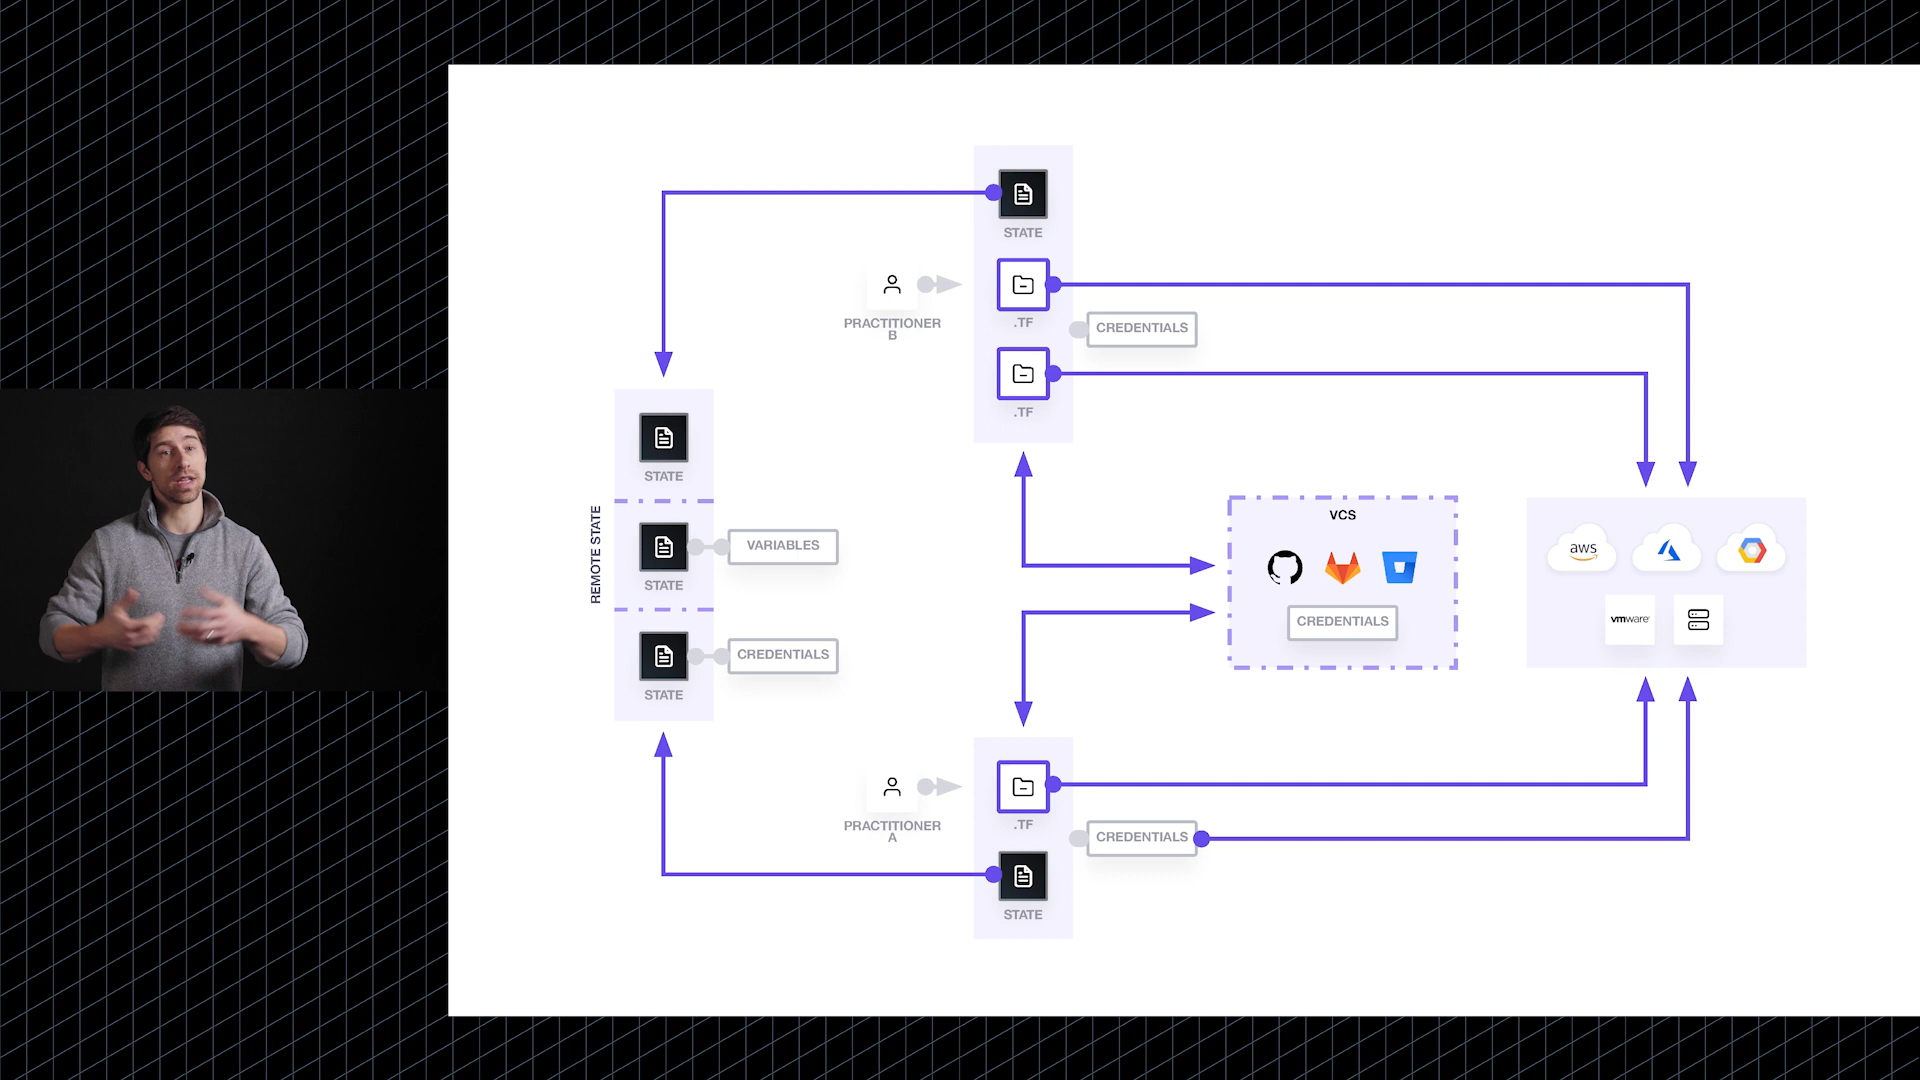 STATE
PRACTITIONER
B
.TF
CREDENTIALS
.TF
REMOTE STATE
STATE
STATE
VARIABLES
STATE
CREDENTIALS
VCS
CREDENTIALS
aws
vmware
PRACTITIONER
A
.TF
CREDENTIALS
STATE